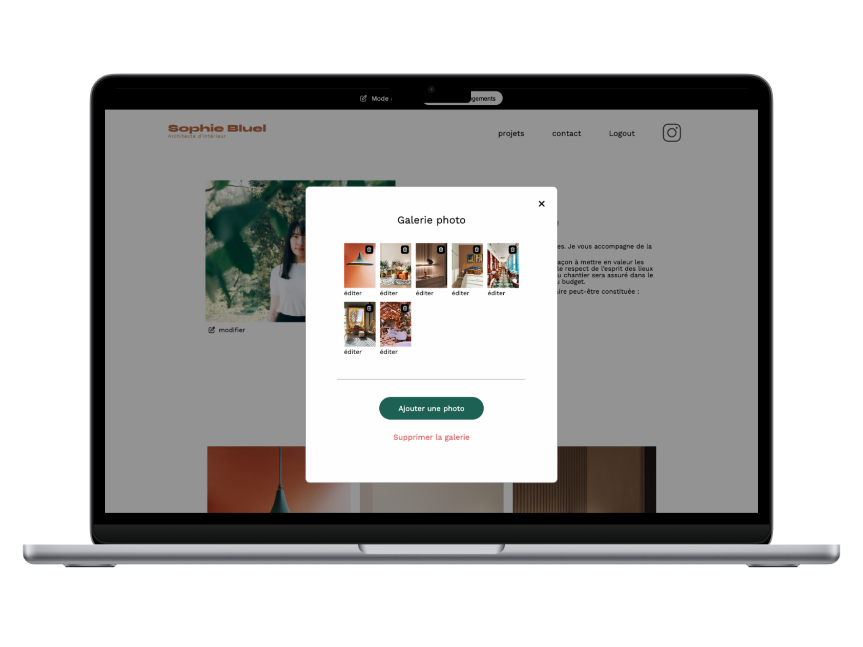 Mode :
gements
Sophie Bluel
Architecte d'intérieur
projets
contact
Logout
Galerie photo
éditer
éditer
éditer
éditer
éditer
éditer
éditer
Ajouter une photo
Supprimer la galerie
modifier
es. Je vous accompagne de la
açon à mettre en valeur les
le respect de l'esprit des lieux
u chantier sera assuré dans le
u budget.
ire peut-être constituée :